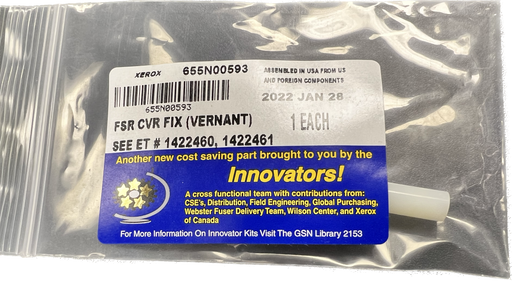 XEROX 655N00593
ASSEMBLED IN USA FROM US
AND FOREIGN COMPONENTS
655N00593
2022 JAN 28
FSR CVR FIX (VERNANT)
1 EACH
SEE ET # 1422460, 1422461
Another new cost saving part brought to you by the
Innovators!
A cross functional team with contributions from:
CSE's, Distribution, Field Engineering, Global Purchasing,
Webster Fuser Delivery Team, Wilson Center, and Xerox
of Canada
For More Information On Innovator Kits Visit The GSN Library 2153